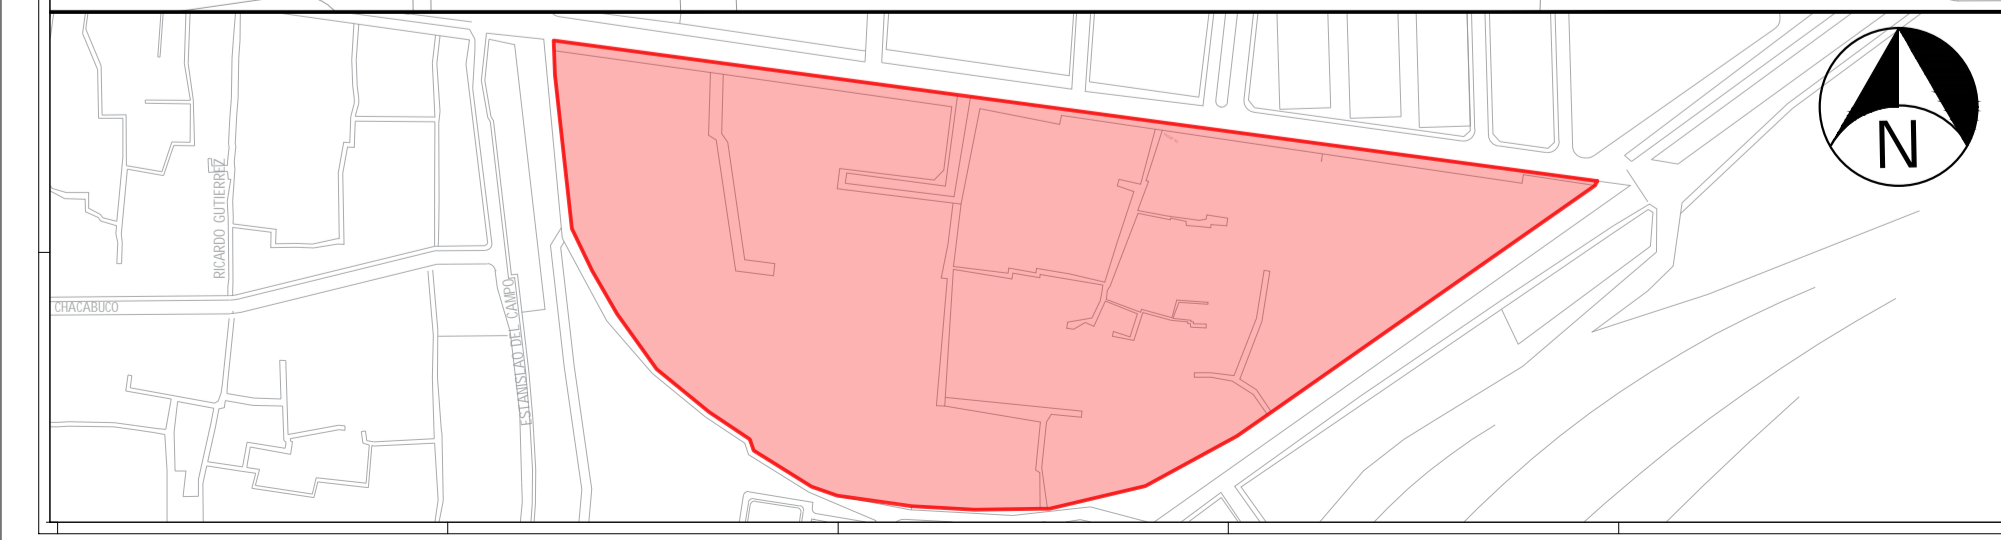 RICARDO GUTIERREZ
CHACABUCO
ESTANISLAO DEL CAMPO
N